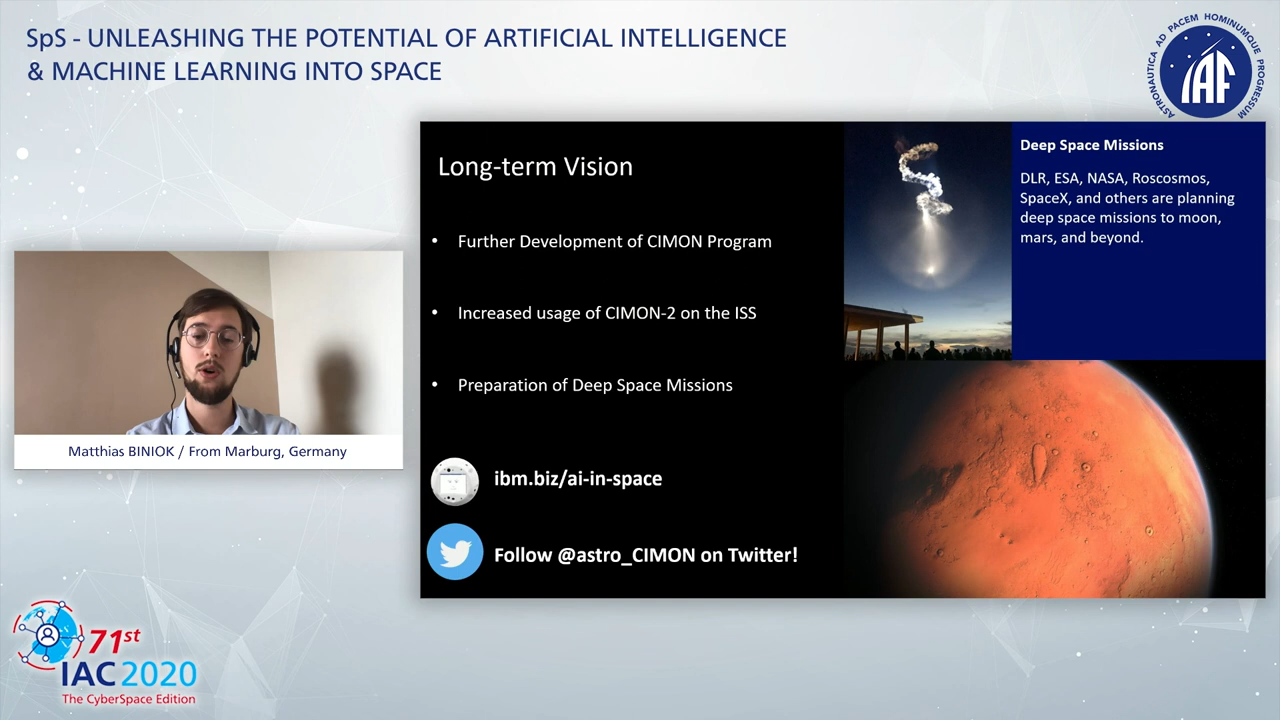 SpS - UNLEASHING THE POTENTIAL OF ARTIFICIAL INTELLIGENCE
& MACHINE LEARNING INTO SPACE
ASTRONAUTICA AD PACEM HOMINUMQUE PROGRESSUM
IAF
Long-term Vision
• Further Development of CIMON Program
• Increased usage of CIMON-2 on the ISS
• Preparation of Deep Space Missions
ibm.biz/ai-in-space
Follow @astro_CIMON on Twitter!
Deep Space Missions
DLR, ESA, NASA, Roscosmos,
SpaceX, and others are planning
deep space missions to moon,
mars, and beyond.
Matthias BINIOK / From Marburg, Germany
71st
IAC 2020
The CyberSpace Edition